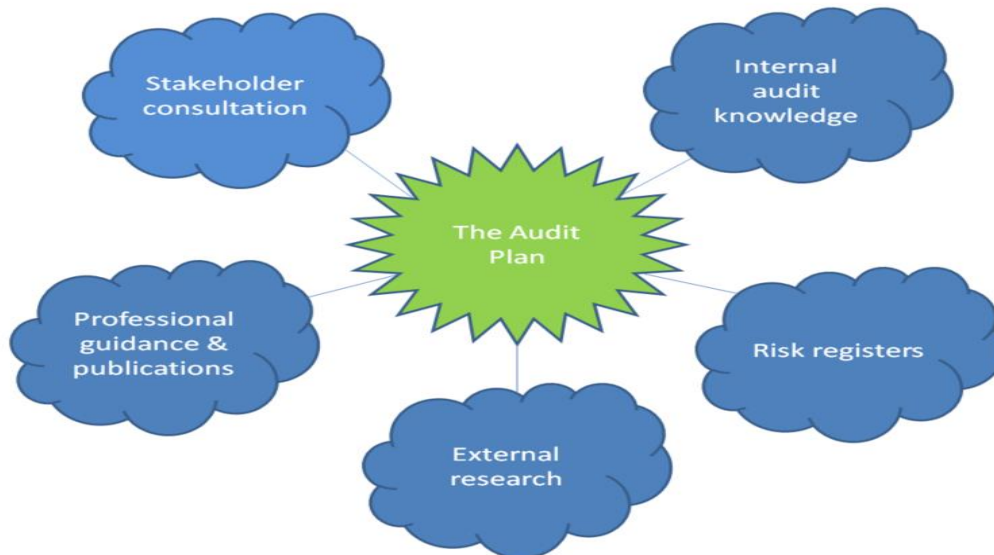 Stakeholder
consultation
Internal
audit
knowledge
The Audit
Plan
Professional
guidance &
publications
Risk registers
External
research